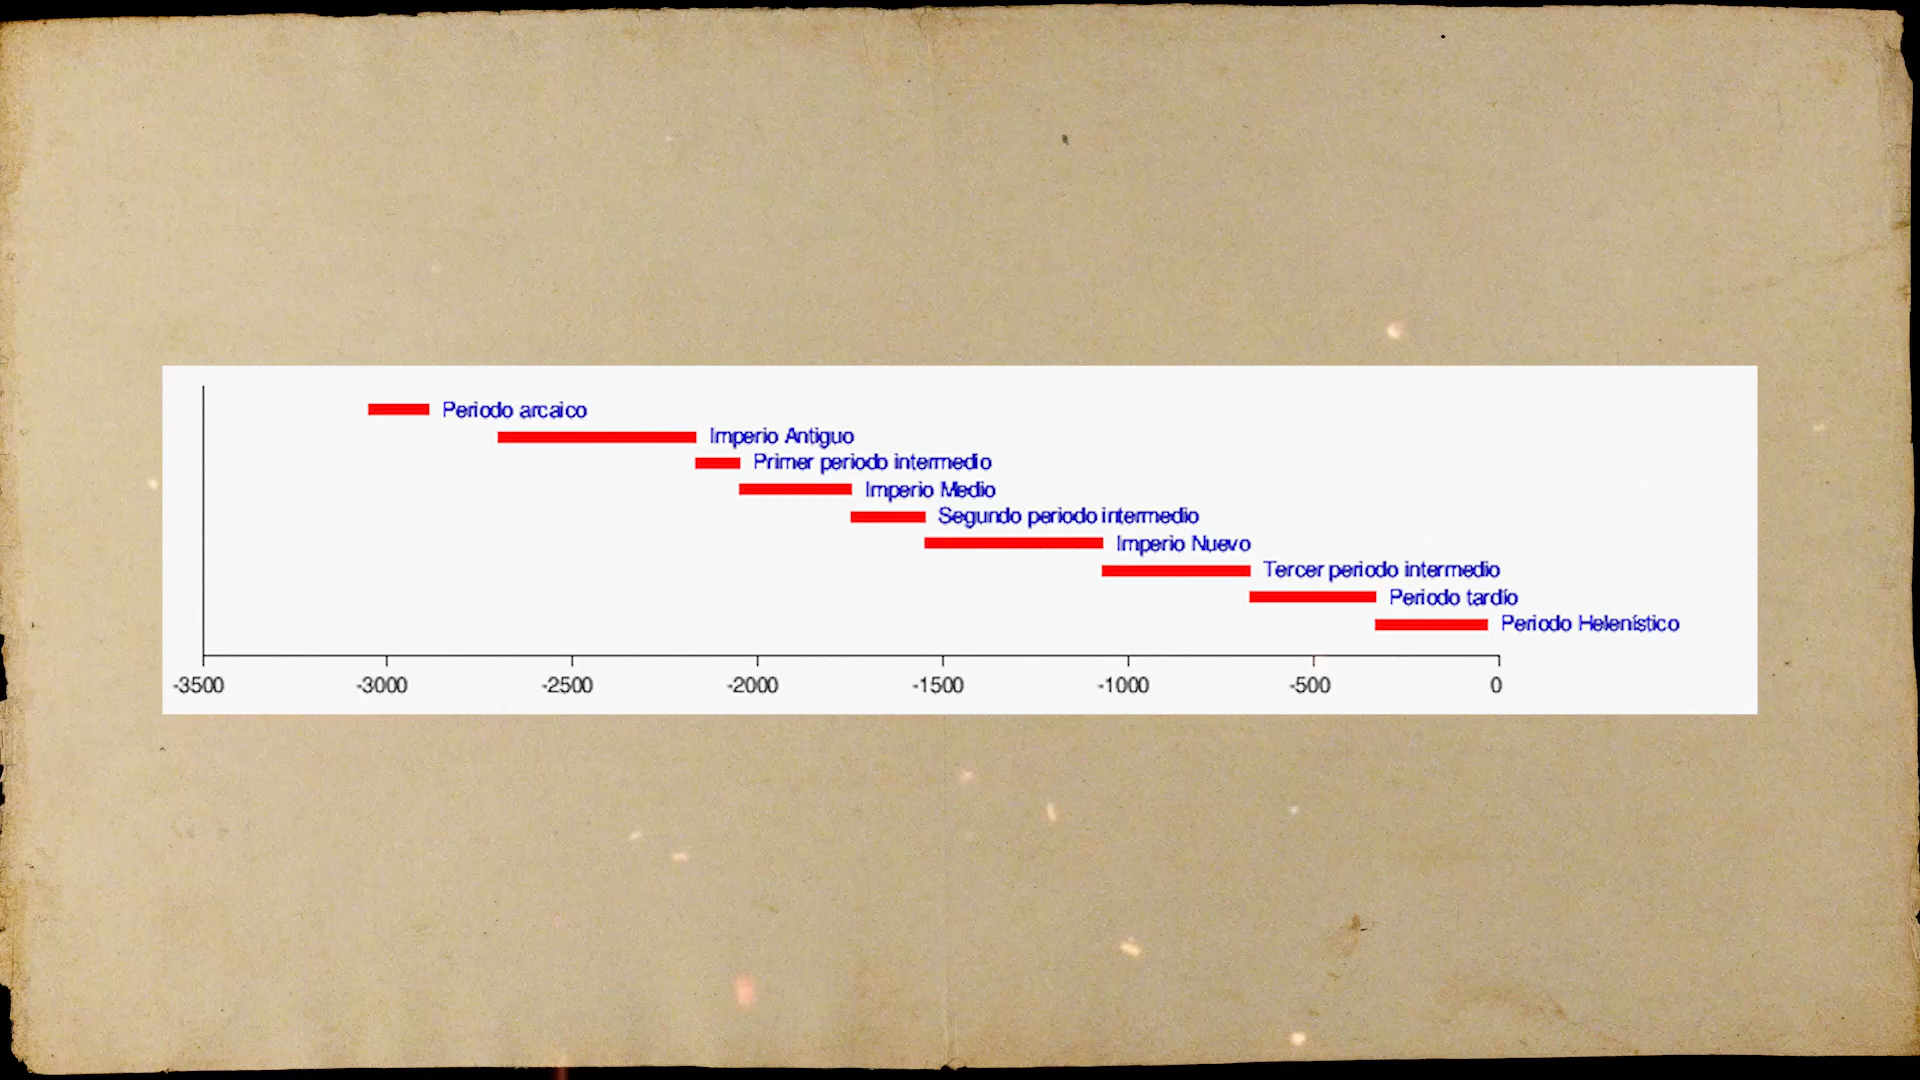 Periodo arcaico
Imperio Antiguo
Primer periodo intermedio
Imperio Medio
Segundo periodo intermedio
Imperio Nuevo
Tercer periodo intermedio
Periodo tardío
Periodo Helenístico
-3500 -3000 -2500 -2000 -1500 -1000 -500 0